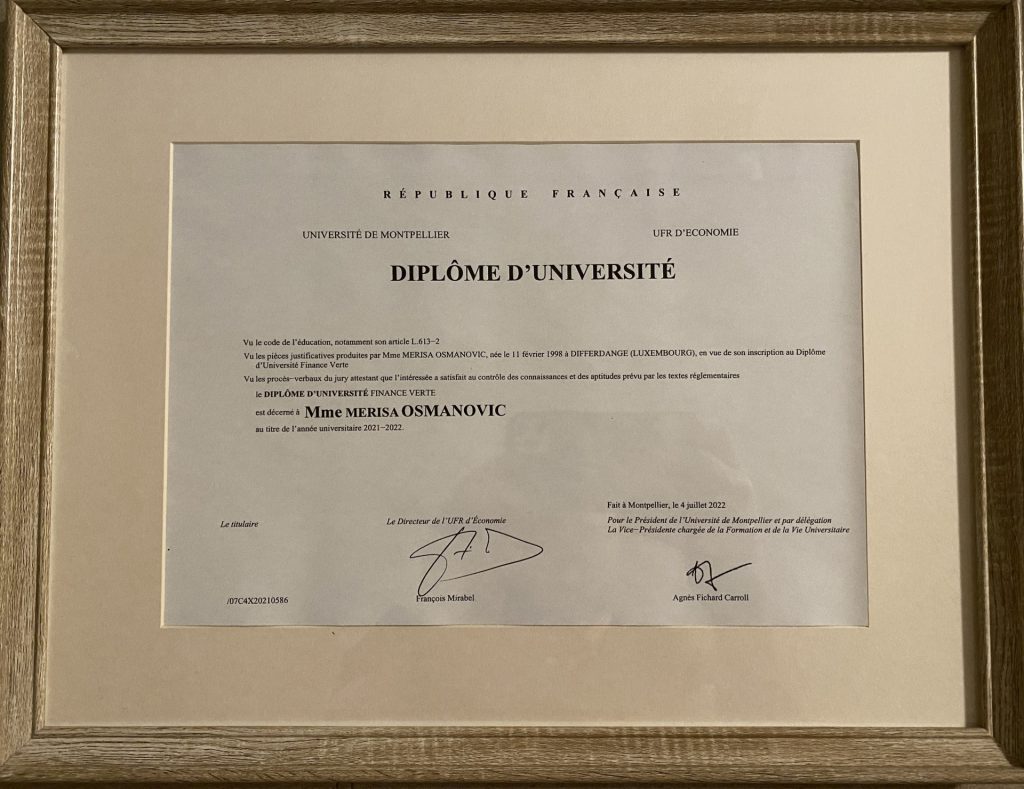 RÉPUBLIQUE FRANÇAISE
UNIVERSITÉ DE MONTPELLIER
UFR D'ECONOMIE
DIPLÔME D'UNIVERSITÉ
Vu le code de l'éducation, notamment son article L.613-2
Vu les pièces justificatives produites par Mme MERISA OSMANOVIC, née le 11 février 1998 à DIFFERDANGE (LUXEMBOURG), en vue de son inscription au Diplôme
d'Université Finance Verte
Vu les procès-verbaux du jury attestant que l'intéressée a satisfait au contrôle des connaissances et des aptitudes prévu par les textes réglementaires
le DIPLÔME D'UNIVERSITÉ FINANCE VERTE
est décerné à Mme MERISA OSMANOVIC
au titre de l'année universitaire 2021-2022.
Fait à Montpellier, le 4 juillet 2022
Le titulaire
Le Directeur de l'UFR d'Économie
Pour le Président de l'Université de Montpellier et par délégation
La Vice-Présidente chargée de la Formation et de la Vie Universitaire
/07C4X20210586
François Mirabel
Agnès Fichard Carroll